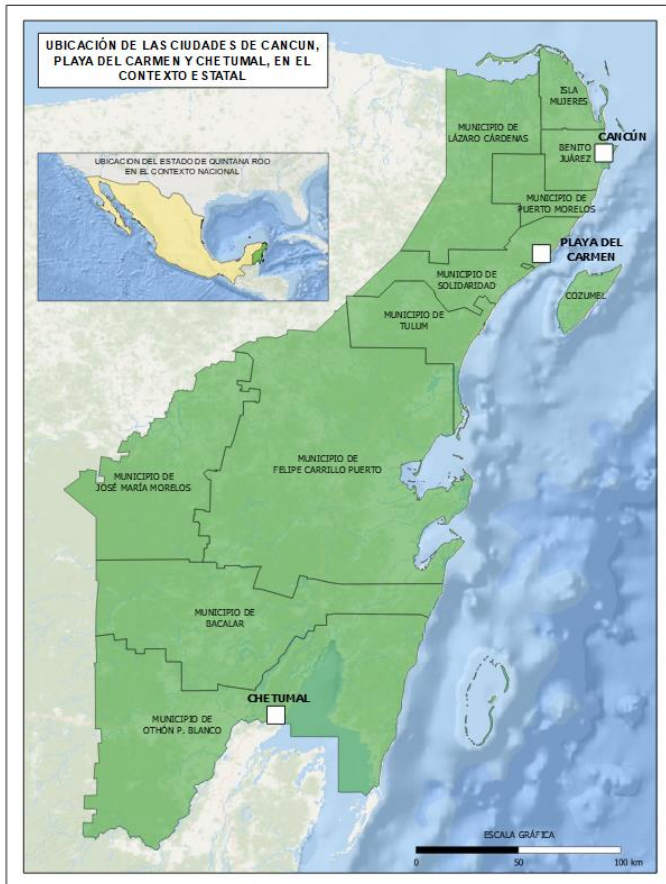 UBICACIÓN DE LAS CIUDADES DE CANCUN,
PLAYA DEL CARMEN Y CHETUMAL, EN EL
CONTEXTO ESTATAL
UBICACION DEL ESTADO DE QUINTANA ROO
EN EL CONTEXTO NACIONAL
ISLA
MUJERES
MUNICIPIO DE
LÁZARO CÁRDENAS
CANCÚN
BENITO
JUÁREZ
MUNICIPIO DE
PUERTO MORELOS
PLAYA DEL
CARMEN
MUNICIPIO DE
SOLIDARIDAD
COZUMEL
MUNICIPIO DE
TULUM
MUNICIPIO DE
FELIPE CARRILLO PUERTO
MUNICIPIO DE
JOSÉ MARÍA MORELOS
MUNICIPIO DE
BACALAR
CHETUMAL
MUNICIPIO DE
OTHÓN P. BLANCO
ESCALA GRÁFICA
0 50 100 km